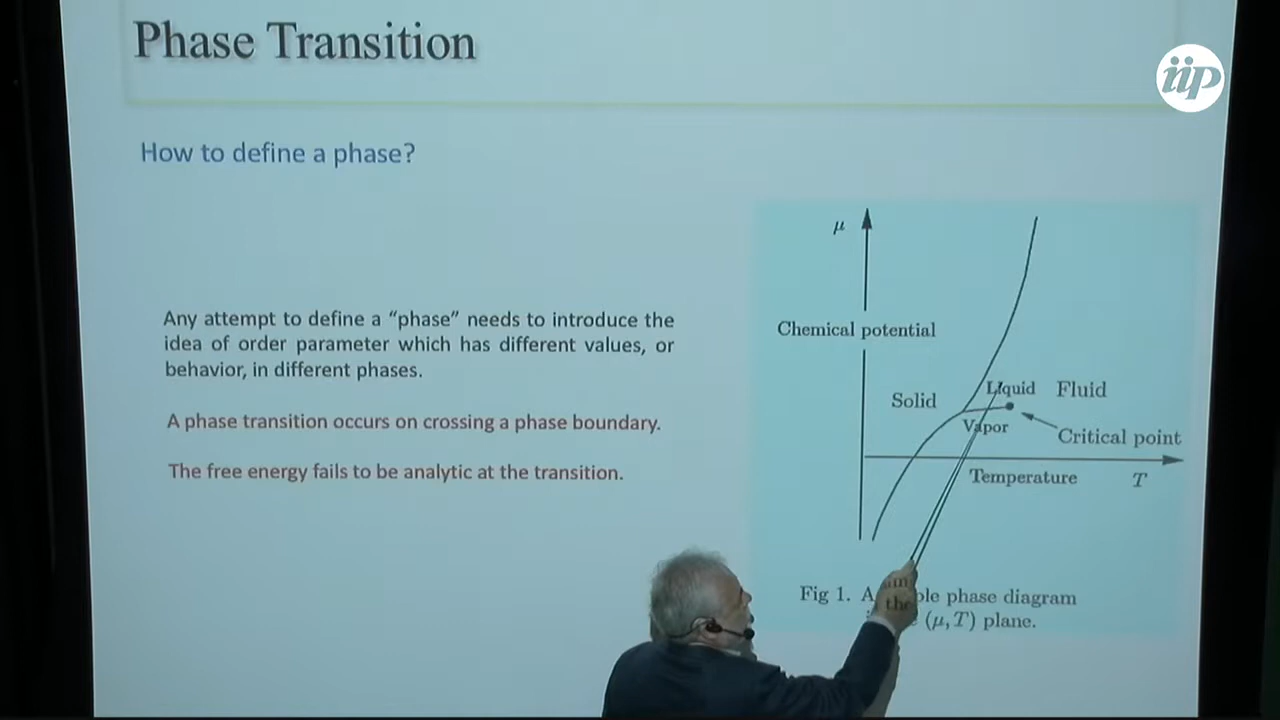 Phase Transition
iip
How to define a phase?
Any attempt to define a “phase” needs to introduce the
idea of order parameter which has different values, or
behavior, in different phases.
A phase transition occurs on crossing a phase boundary.
The free energy fails to be analytic at the transition.
μ
Chemical potential
Solid
Liquid
Fluid
Vapor
Critical point
Temperature
T
Fig 1. A ple phase diagram
the (μ, T) plane.